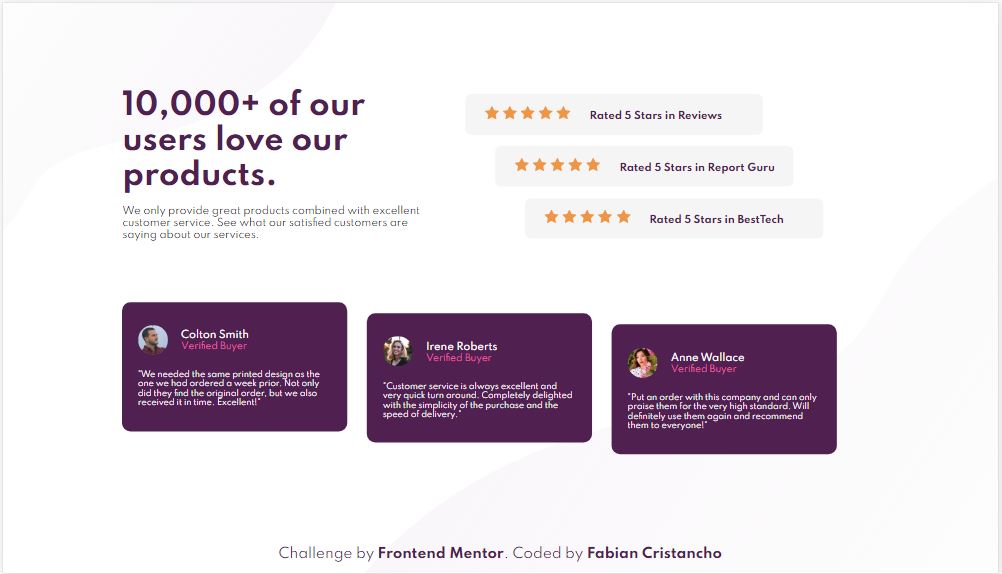 10,000+ of our
users love our
products.
We only provide great products combined with excellent
customer service. See what our satisfied customers are
saying about our services.
Rated 5 Stars in Reviews
Rated 5 Stars in Report Guru
Rated 5 Stars in BestTech
Colton Smith
Verified Buyer
"We needed the same printed design as the
one we had ordered a week prior. Not only
did they find the original order, but we also
received it in time. Excellent!"
Irene Roberts
Verified Buyer
"Customer service is always excellent and
very quick turn around. Completely delighted
with the simplicity of the purchase and the
speed of delivery."
Anne Wallace
Verified Buyer
"Put an order with this company and can only
praise them for the very high standard. Will
definitely use them again and recommend
them to everyone!"
Challenge by Frontend Mentor. Coded by Fabian Cristancho